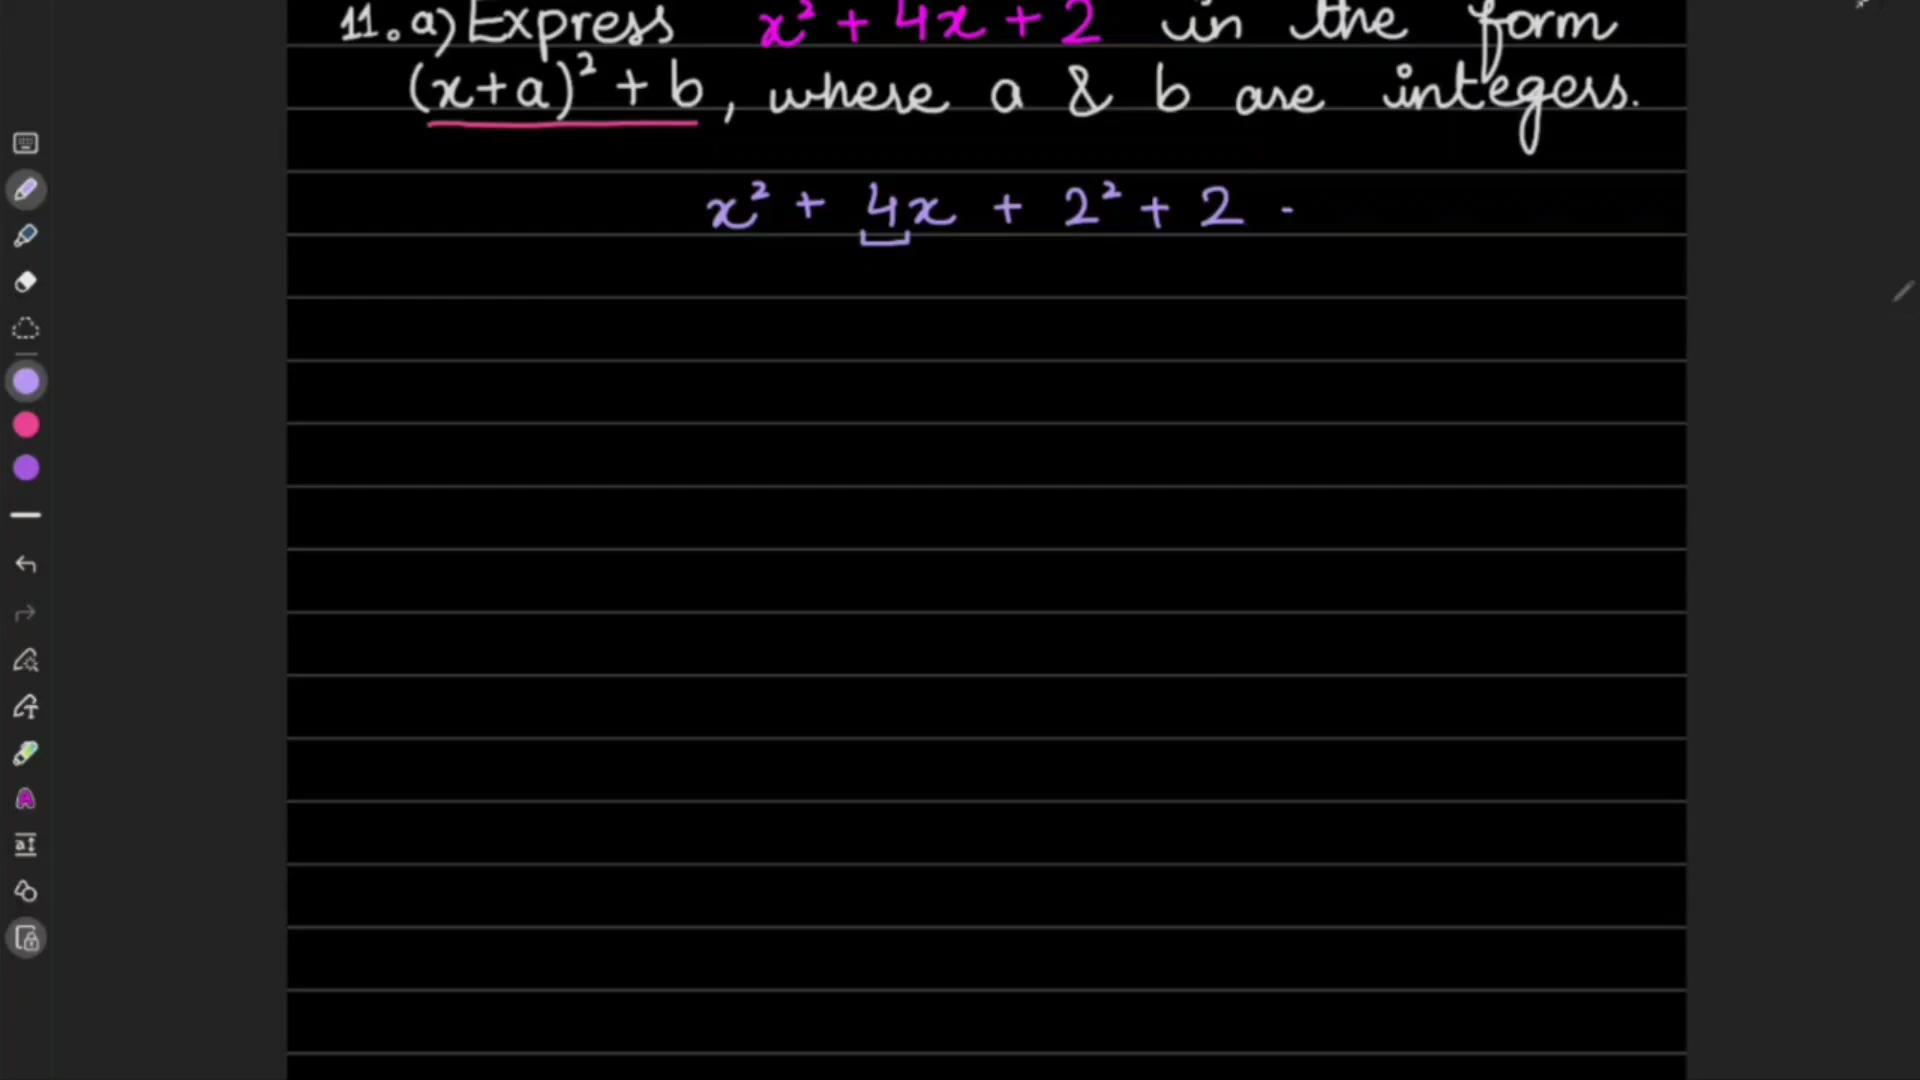 11. a) Express x² + 4x + 2 in the form
(x+a)² + b, where a & b are integers.
x² + 4x + 2² + 2 -